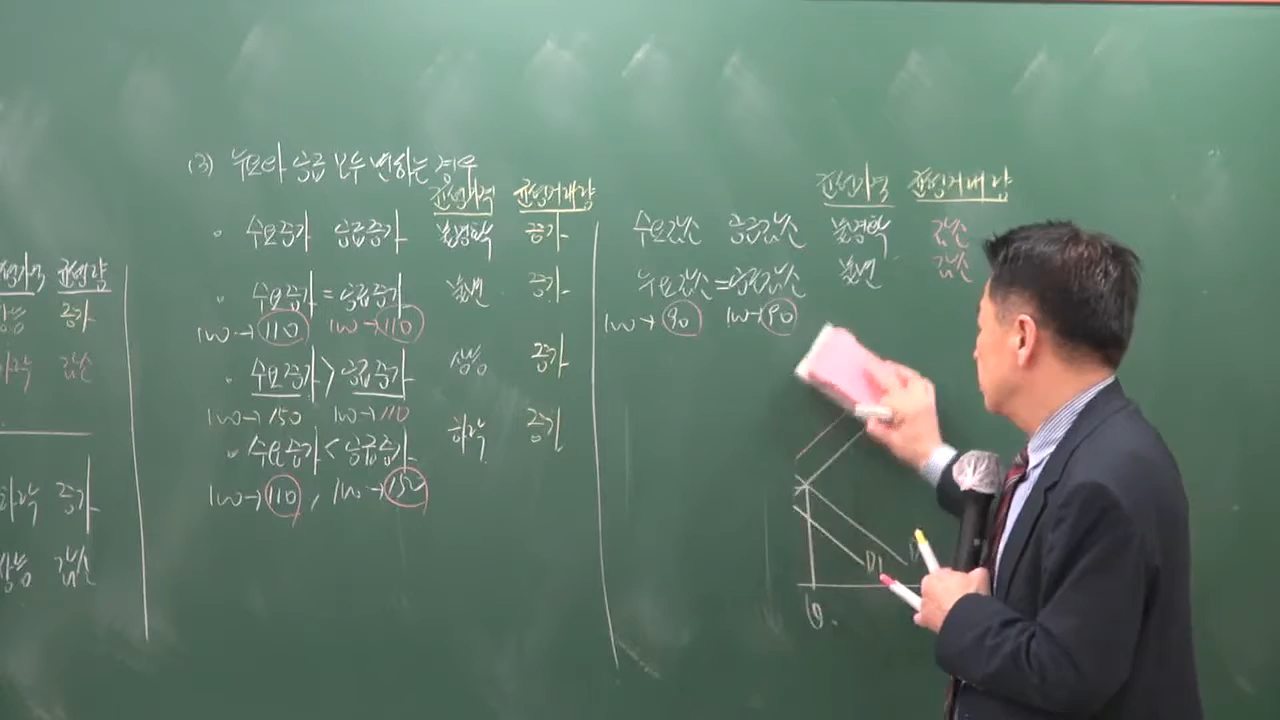 균형가격 균형량
상승 증가
하락 감소
하락 증가
상승 감소
(3) 수요와 공급 모두 변하는 경우
균형가격 균형거래량
· 수요증가 공급증가 불명확 증가
· 수요증가 = 공급증가 불변 증가
100→110 100→110
· 수요증가 > 공급증가 상승 증가
100→150 100→110
· 수요증가 < 공급증가 하락 증가
100→110, 100→150
균형가격 균형거래량
수요감소 공급감소 불명확 감소
수요감소=공급감소 불변 감소
100→90 100→90
D1 D
Q.